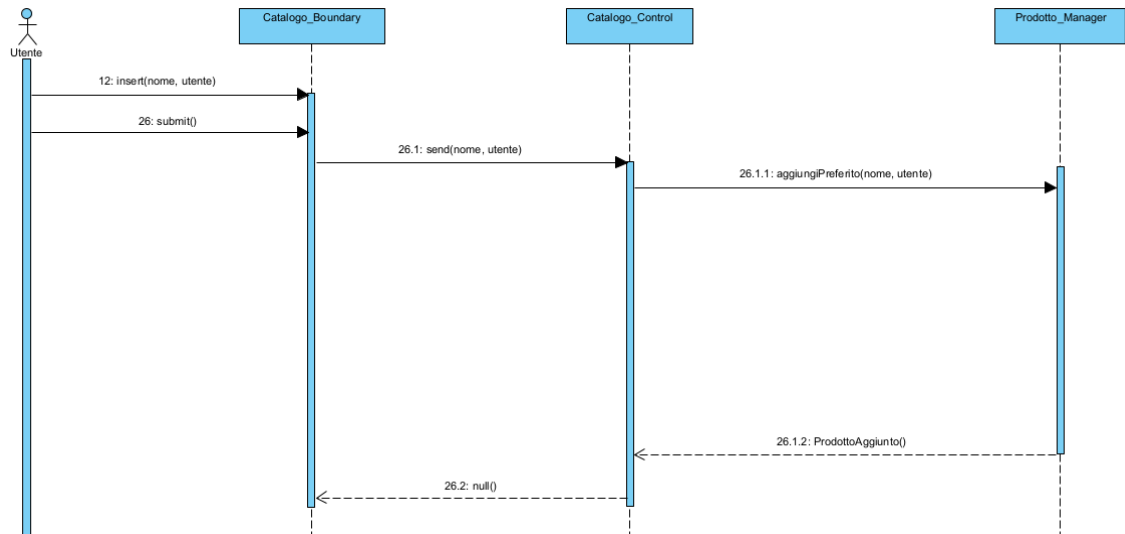 Catalogo_Boundary
Catalogo_Control
Prodotto_Manager
Utente
12: insert(nome, utente)
26: submit()
26.1: send(nome, utente)
26.1.1: aggiungiPreferito(nome, utente)
26.1.2: ProdottoAggiunto()
26.2: null()